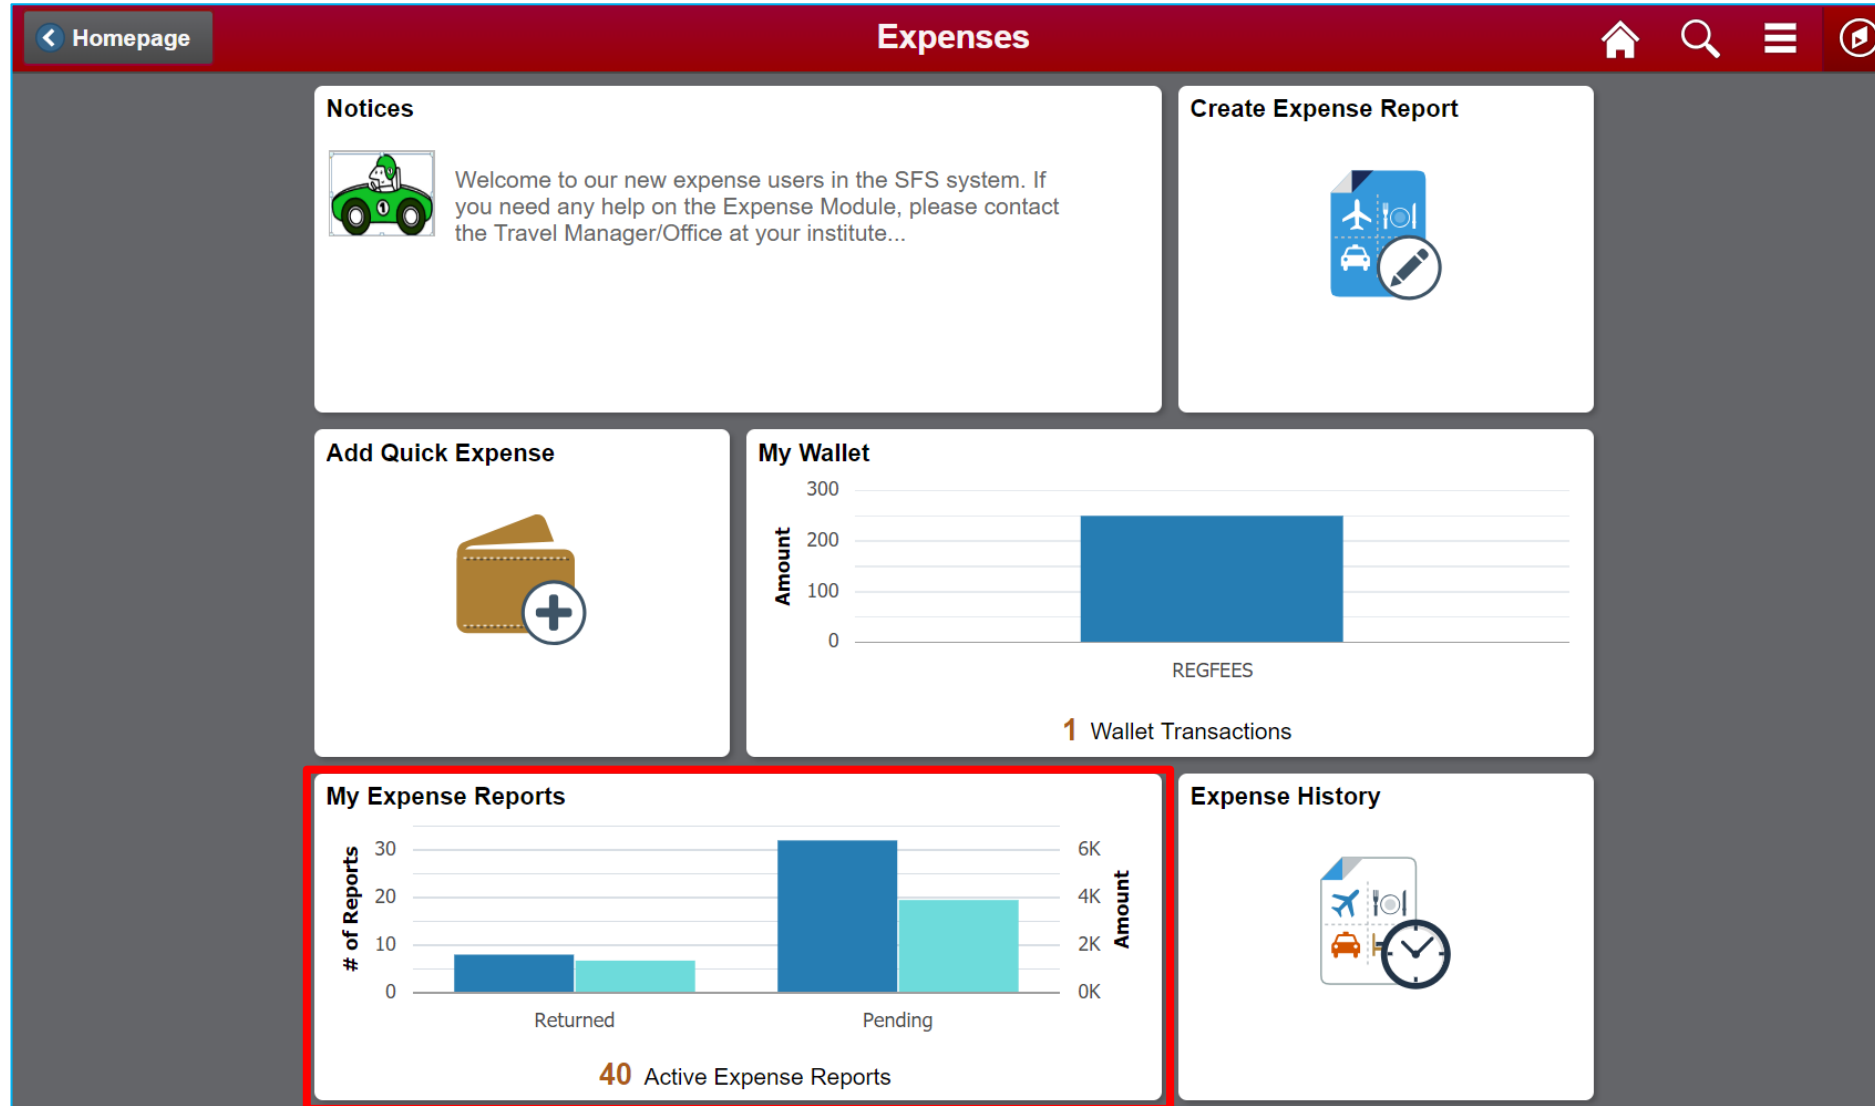 Homepage
Expenses
Notices
Welcome to our new expense users in the SFS system. If
you need any help on the Expense Module, please contact
the Travel Manager/Office at your institute...
1
Create Expense Report
Add Quick Expense
My Wallet
300
200
100
0
Amount
REGFEES
1 Wallet Transactions
My Expense Reports
30
20
10
0
# of Reports
6K
4K
2K
0K
Amount
Returned
Pending
40 Active Expense Reports
Expense History